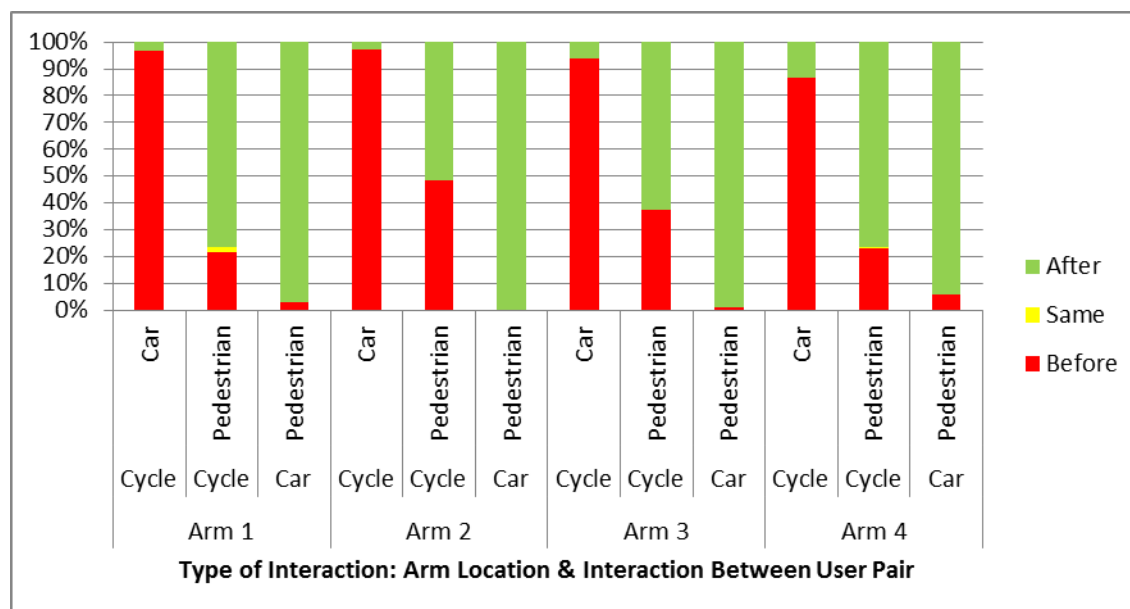 100%
90%
80%
70%
60%
50%
40%
30%
20%
10%
0%
Car Pedestrian Pedestrian Car Pedestrian Pedestrian Car Pedestrian Pedestrian Car Pedestrian Pedestrian
Cycle Cycle Car Cycle Cycle Car Cycle Cycle Car Cycle Cycle Car
Arm 1 Arm 2 Arm 3 Arm 4
Type of Interaction: Arm Location & Interaction Between User Pair
After
Same
Before